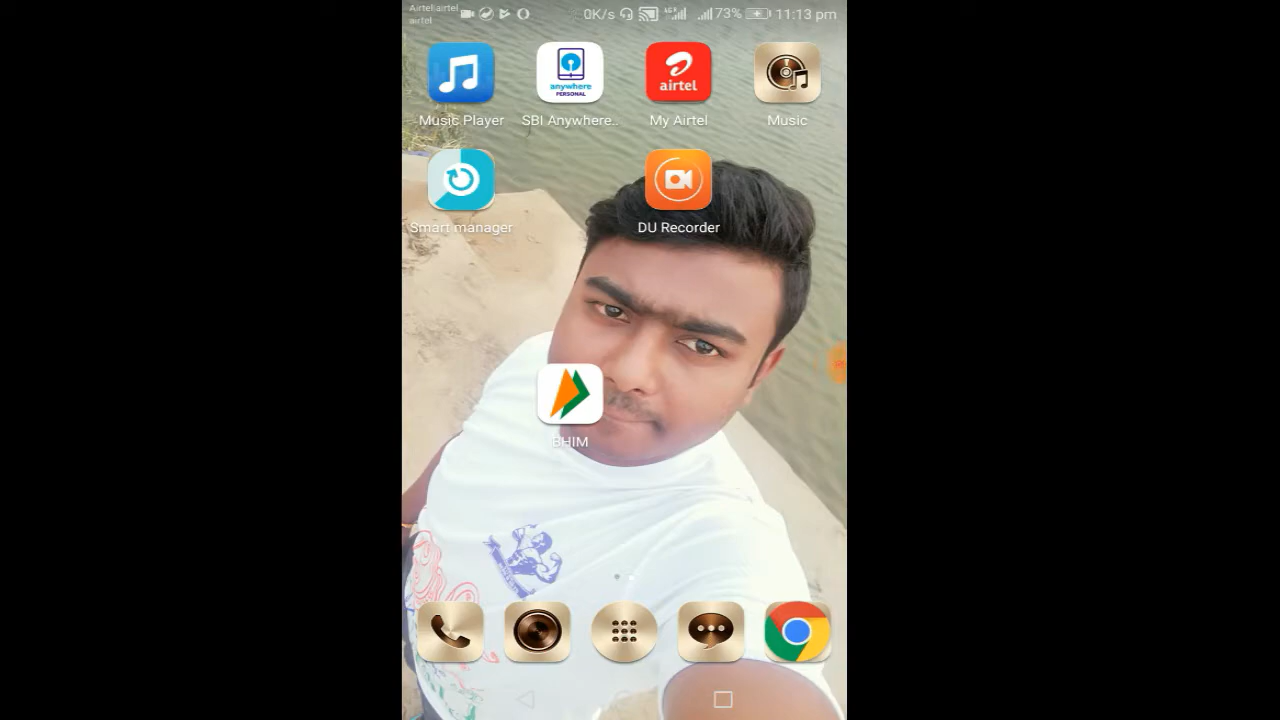 Airtel|airtel
airtel
0K/s 4G 73% 11:13 pm
anywhere
PERSONAL
airtel
Music Player SBI Anywhere.. My Airtel Music
Smart manager DU Recorder
BHIM